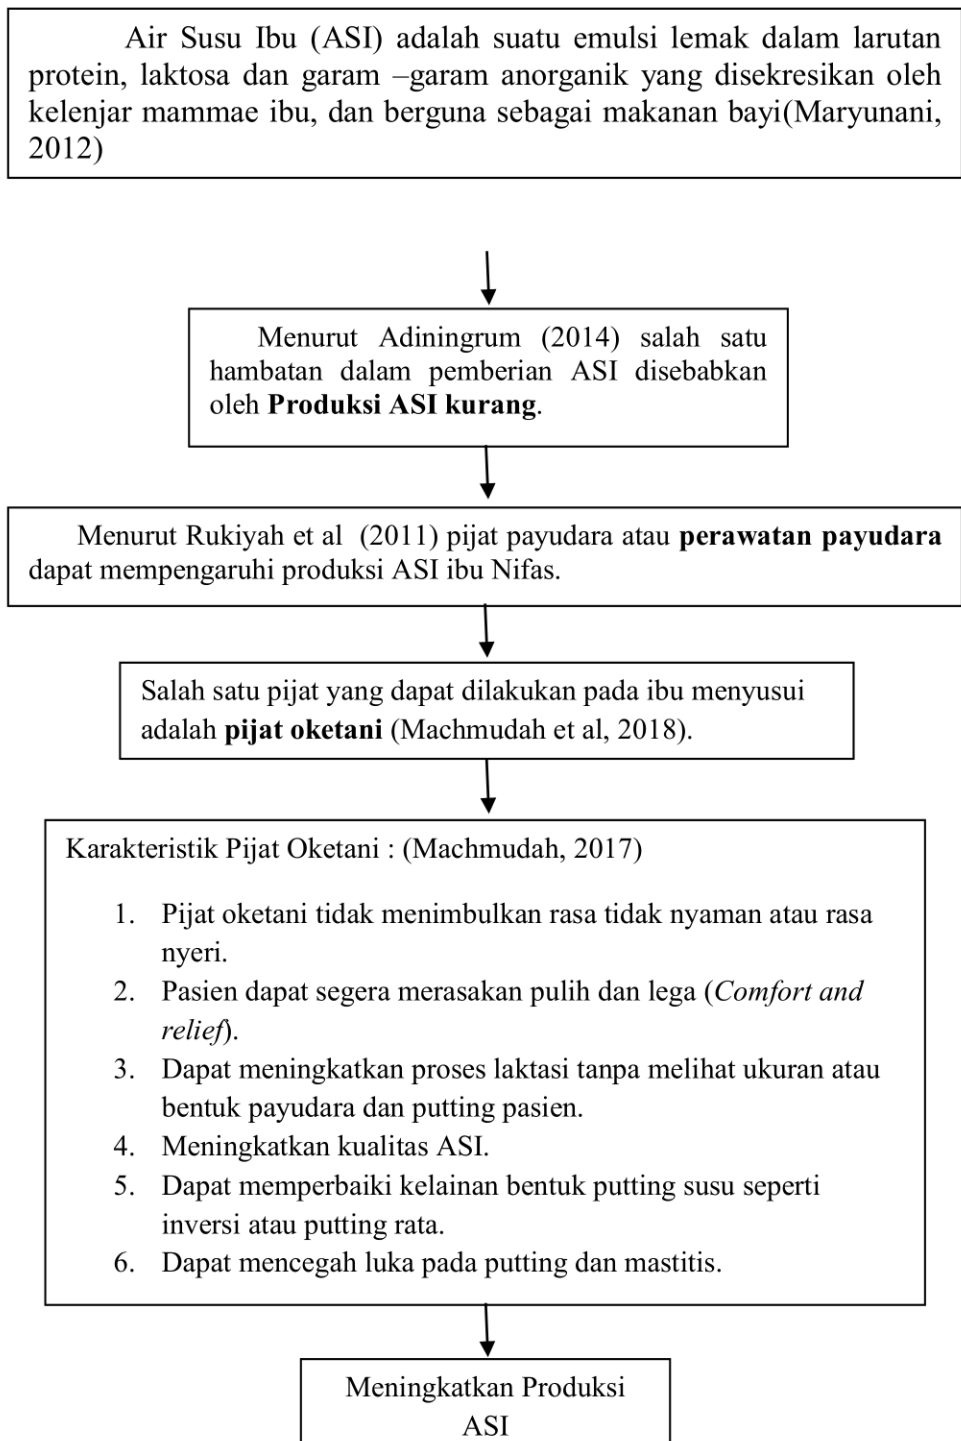 Air Susu Ibu (ASI) adalah suatu emulsi lemak dalam larutan
protein, laktosa dan garam –garam anorganik yang disekresikan oleh
kelenjar mammae ibu, dan berguna sebagai makanan bayi(Maryunani,
2012)
Menurut Adiningrum (2014) salah satu
hambatan dalam pemberian ASI disebabkan
oleh Produksi ASI kurang.
Menurut Rukiyah et al (2011) pijat payudara atau perawatan payudara
dapat mempengaruhi produksi ASI ibu Nifas.
Salah satu pijat yang dapat dilakukan pada ibu menyusui
adalah pijat oketani (Machmudah et al, 2018).
Karakteristik Pijat Oketani : (Machmudah, 2017)
1. Pijat oketani tidak menimbulkan rasa tidak nyaman atau rasa
nyeri.
2. Pasien dapat segera merasakan pulih dan lega (Comfort and
relief).
3. Dapat meningkatkan proses laktasi tanpa melihat ukuran atau
bentuk payudara dan putting pasien.
4. Meningkatkan kualitas ASI.
5. Dapat memperbaiki kelainan bentuk putting susu seperti
inversi atau putting rata.
6. Dapat mencegah luka pada putting dan mastitis.
Meningkatkan Produksi
ASI